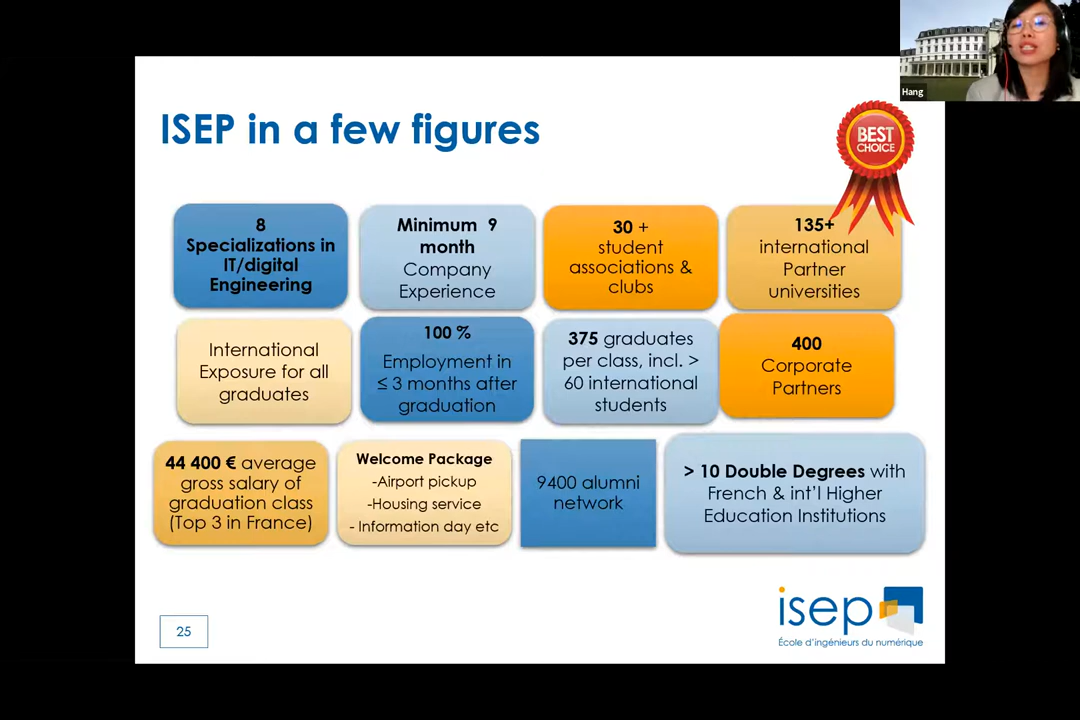 Hang
ISEP in a few figures
BEST
CHOICE
8
Specializations in
IT/digital
Engineering
Minimum 9
month
Company
Experience
30 +
student
associations &
clubs
135+
international
Partner
universities
International
Exposure for all
graduates
100 %
Employment in
≤ 3 months after
graduation
375 graduates
per class, incl. >
60 international
students
400
Corporate
Partners
44 400 € average
gross salary of
graduation class
(Top 3 in France)
Welcome Package
-Airport pickup
-Housing service
- Information day etc
9400 alumni
network
> 10 Double Degrees with
French & int'l Higher
Education Institutions
25
isep
École d'ingénieurs du numérique